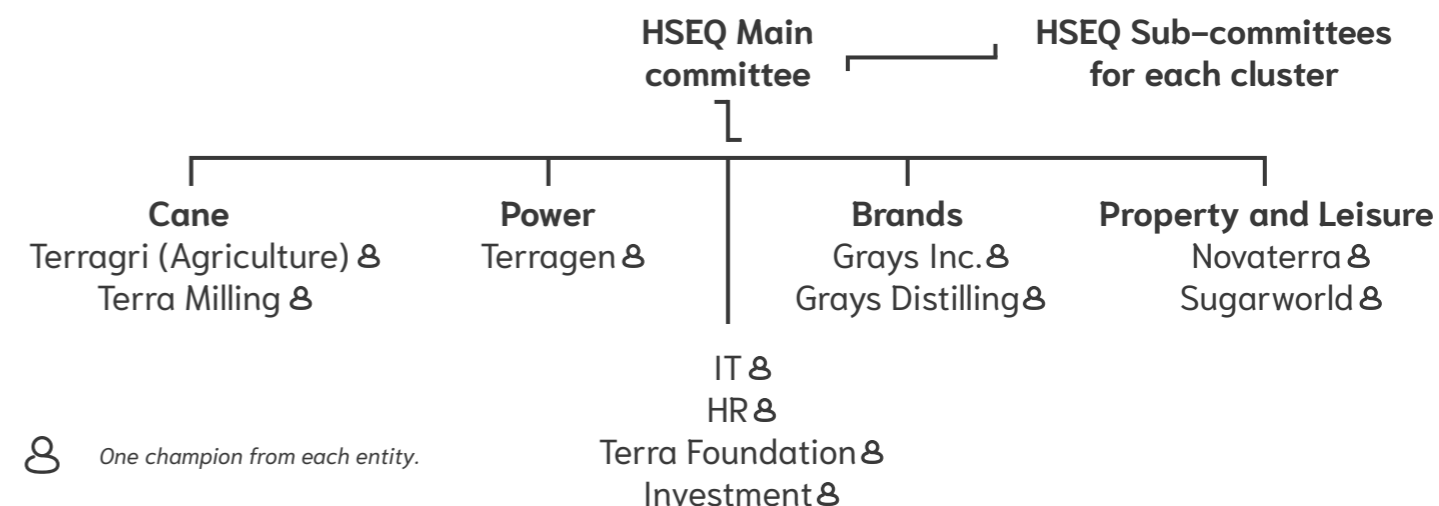 HSEQ Main
committee
HSEQ Sub-committees
for each cluster
Cane
Terragri (Agriculture)
Terra Milling
Power
Terragen
Brands
Grays Inc.
Grays Distilling
Property and Leisure
Novaterra
Sugarworld
IT
HR
Terra Foundation
Investment
One champion from each entity.